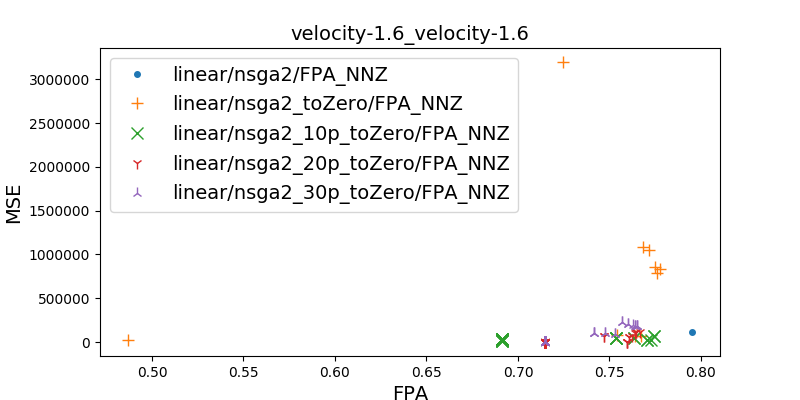 velocity-1.6_velocity-1.6
linear/nsga2/FPA_NNZ
linear/nsga2_toZero/FPA_NNZ
linear/nsga2_10p_toZero/FPA_NNZ
linear/nsga2_20p_toZero/FPA_NNZ
linear/nsga2_30p_toZero/FPA_NNZ
MSE
3000000
2500000
2000000
1500000
1000000
500000
0
0.50 0.55 0.60 0.65 0.70 0.75 0.80
FPA